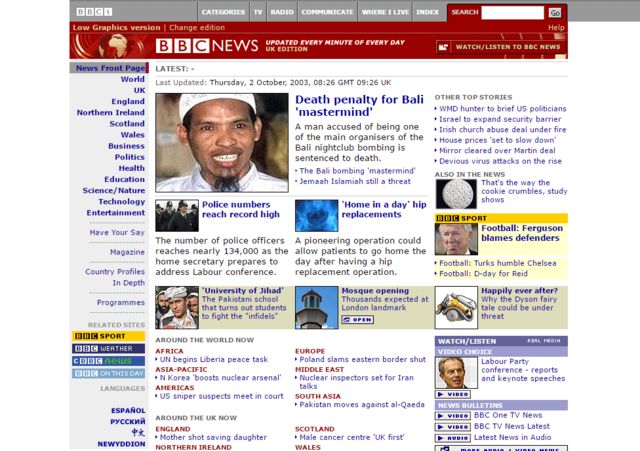 BBCi
CATEGORIES TV RADIO COMMUNICATE WHERE I LIVE INDEX SEARCH Go
Low Graphics version | Change edition
Help
BBC NEWS UPDATED EVERY MINUTE OF EVERY DAY
UK EDITION
WATCH/LISTEN TO BBC NEWS
News Front Page
World
UK
England
Northern Ireland
Scotland
Wales
Business
Politics
Health
Education
Science/Nature
Technology
Entertainment
Have Your Say
Magazine
Country Profiles
In Depth
Programmes
RELATED SITES
BBC SPORT
BBC WEATHER
CBBC news
BBC ON THIS DAY
LANGUAGES
ESPAÑOL
РУССКИЙ
中文
NEWYDDION
LATEST: -
Last Updated: Thursday, 2 October, 2003, 08:26 GMT 09:26 UK
Death penalty for Bali
'mastermind'
A man accused of being one
of the main organisers of the
Bali nightclub bombing is
sentenced to death.
The Bali bombing 'mastermind'
Jemaah Islamiah still a threat
Police numbers
reach record high
The number of police officers
reaches nearly 134,000 as the
home secretary prepares to
address Labour conference.
'Home in a day' hip
replacements
A pioneering operation could
allow patients to go home the
day after having a hip
replacement operation.
'University of Jihad'
The Pakistani school
that turns out students
to fight the "infidels"
Mosque opening
Thousands expected at
London landmark
OPEN
Happily ever after?
Why the Dyson fairy
tale could be under
threat
AROUND THE WORLD NOW
AFRICA
UN begins Liberia peace task
ASIA-PACIFIC
N Korea 'boosts nuclear arsenal'
AMERICAS
US sniper suspects meet in court
EUROPE
Poland slams eastern border shut
MIDDLE EAST
Nuclear inspectors set for Iran
talks
SOUTH ASIA
Pakistan moves against al-Qaeda
AROUND THE UK NOW
ENGLAND
Mother shot saving daughter
NORTHERN IRELAND
SCOTLAND
Male cancer centre 'UK first'
WALES
OTHER TOP STORIES
WMD hunter to brief US politicians
Israel to expand security barrier
Irish church abuse deal under fire
House prices 'set to slow down'
Mirror cleared over Martin deal
Devious virus attacks on the rise
ALSO IN THE NEWS
That's the way the
cookie crumbles, study
shows
BBC SPORT
Football: Ferguson
blames defenders
Football: Turks humble Chelsea
Football: D-day for Reid
WATCH/LISTEN REAL MEDIA
VIDEO CHOICE
Labour Party
conference - reports
and keynote speeches
VIDEO
NEWS BULLETINS
VIDEO BBC One TV News
VIDEO BBC TV News Latest
AUDIO Latest News in Audio
MORE AUDIO / VIDEO NEWS